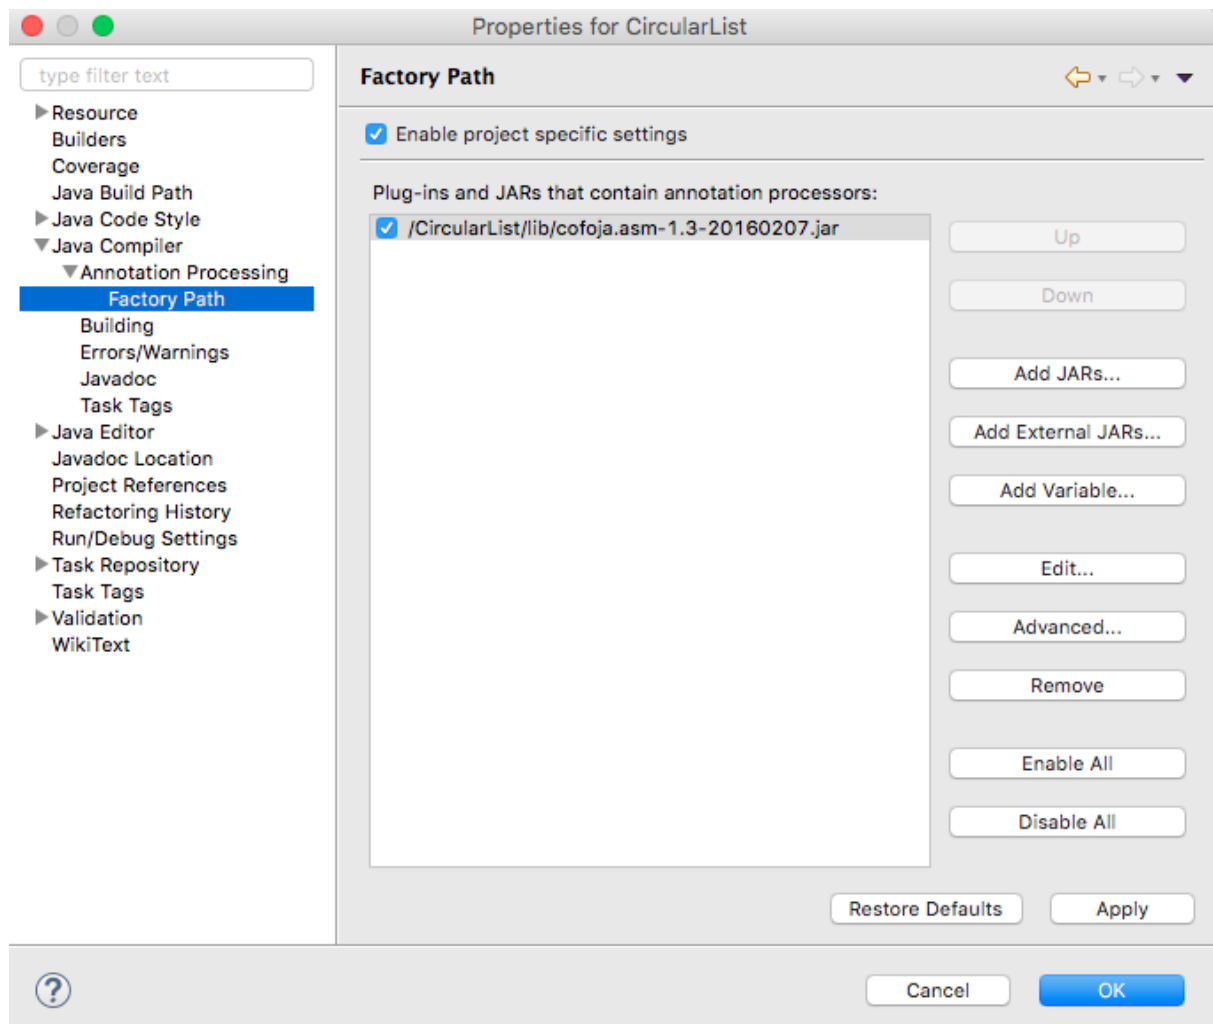 Properties for CircularList
type filter text
Resource
Builders
Coverage
Java Build Path
Java Code Style
Java Compiler
Annotation Processing
Factory Path
Building
Errors/Warnings
Javadoc
Task Tags
Java Editor
Javadoc Location
Project References
Refactoring History
Run/Debug Settings
Task Repository
Task Tags
Validation
WikiText
Factory Path
Enable project specific settings
Plug-ins and JARs that contain annotation processors:
/CircularList/lib/cofoja.asm-1.3-20160207.jar
Up
Down
Add JARs...
Add External JARs...
Add Variable...
Edit...
Advanced...
Remove
Enable All
Disable All
Restore Defaults
Apply
?
Cancel
OK